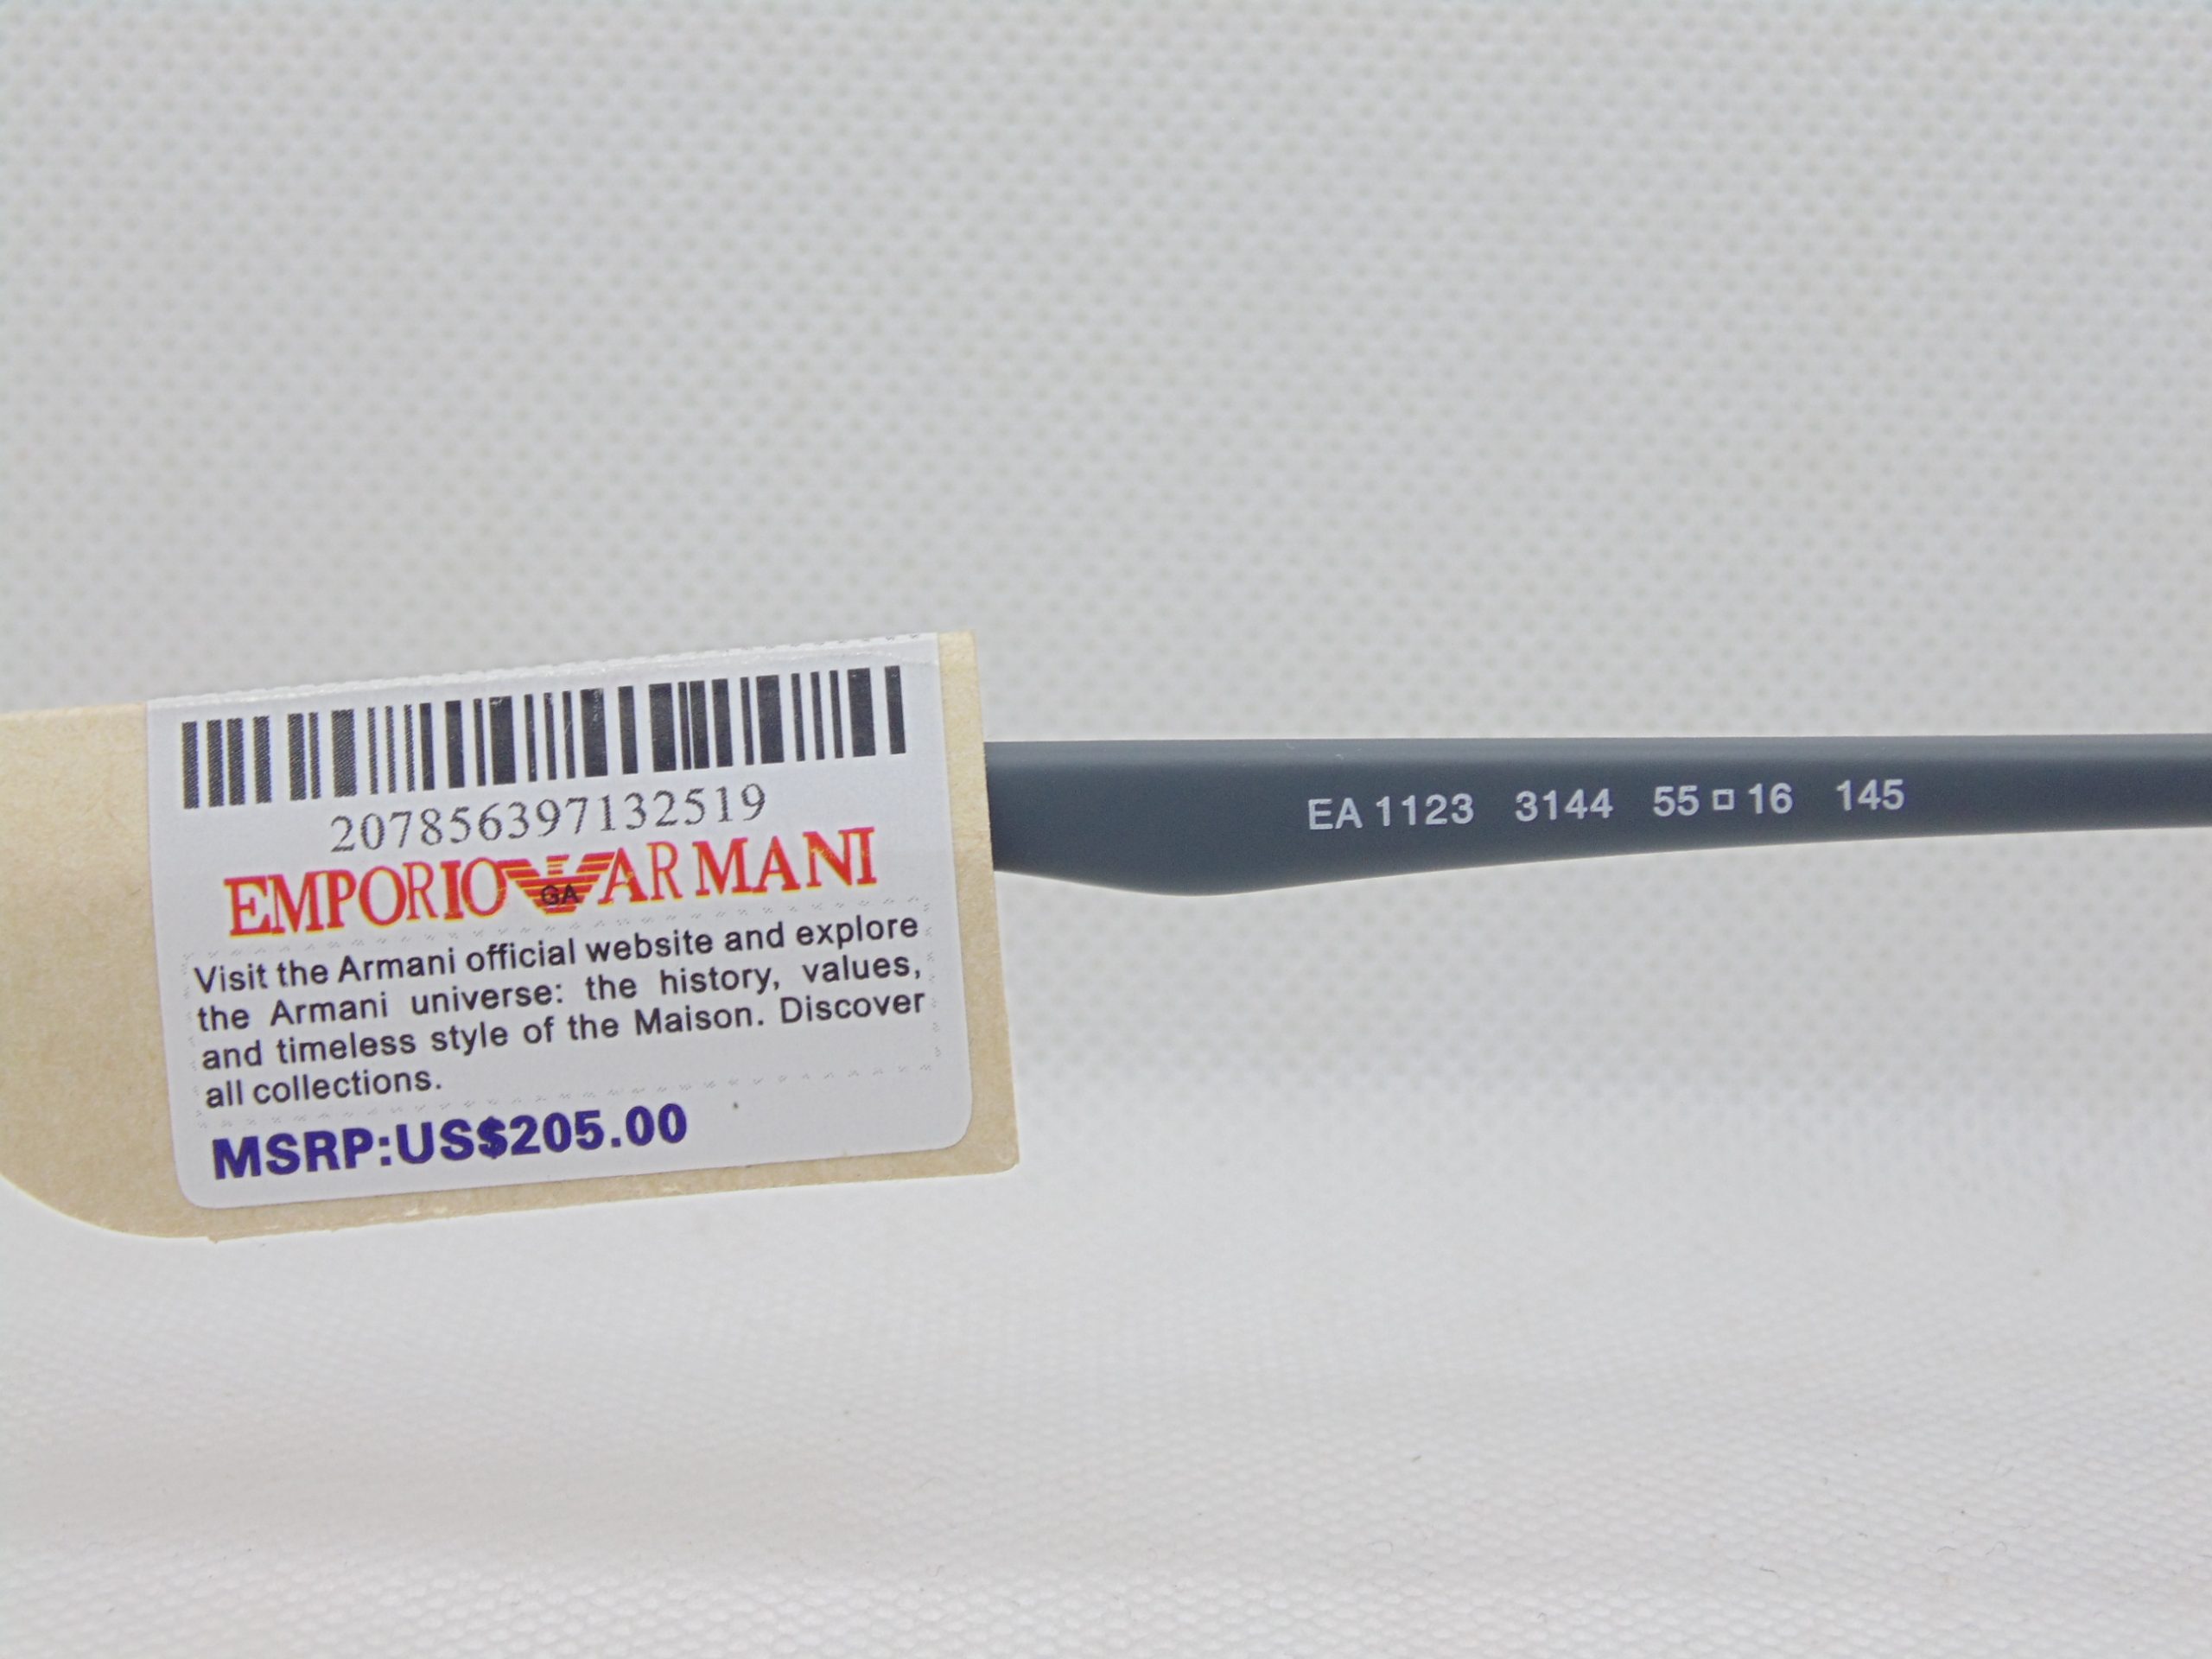 207856397132519
EMPORIO GA ARMANI
Visit the Armani official website and explore
the Armani universe: the history, values,
and timeless style of the Maison. Discover
all collections.
MSRP:US$205.00
EA 1123 3144 55□16 145